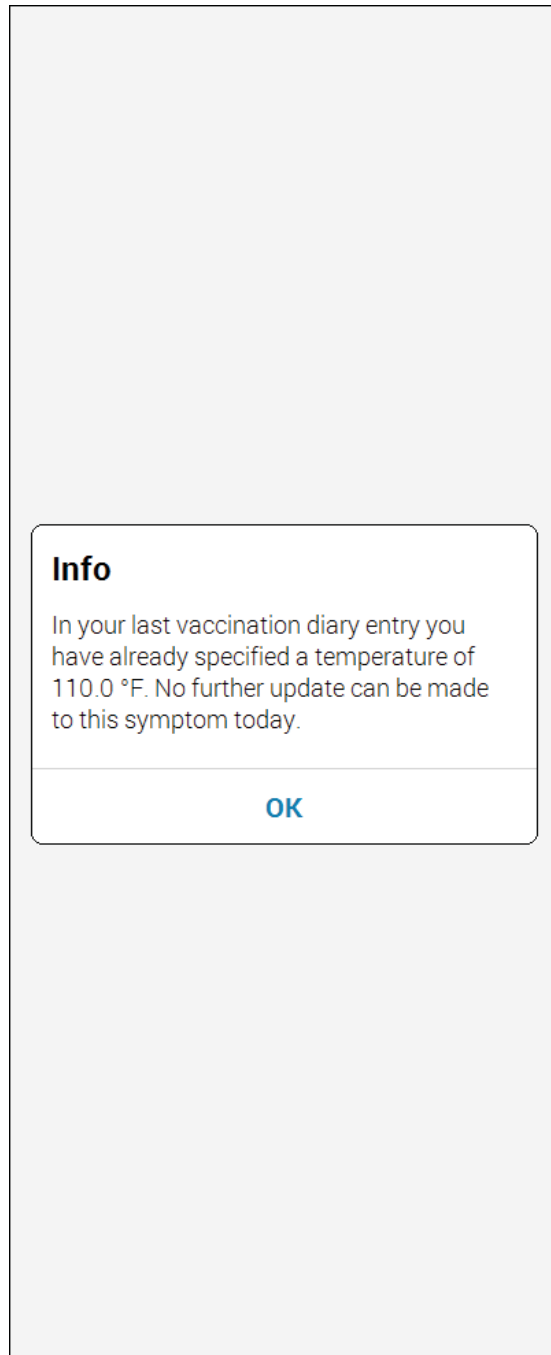 Info
In your last vaccination diary entry you
have already specified a temperature of
110.0 °F. No further update can be made
to this symptom today.
OK